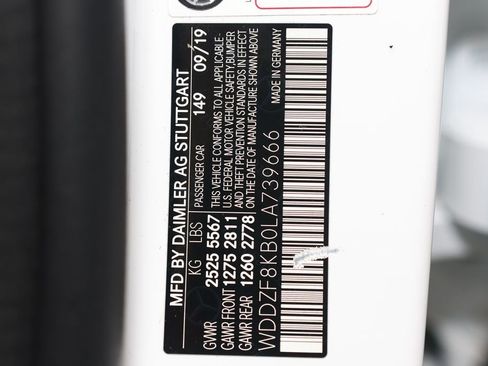 MFD BY DAIMLER AG STUTTGART
KG LBS PASSENGER CAR 149 09/19
GVWR 2525 5567 THIS VEHICLE CONFORMS TO ALL APPLICABLE
GAWR FRONT 1275 2811 U.S. FEDERAL MOTOR VEHICLE SAFETY, BUMPER
AND THEFT PREVENTION STANDARDS IN EFFECT
GAWR REAR 1260 2778 ON THE DATE OF MANUFACTURE SHOWN ABOVE
WDDZF8KB0LA739666 MADE IN GERMANY